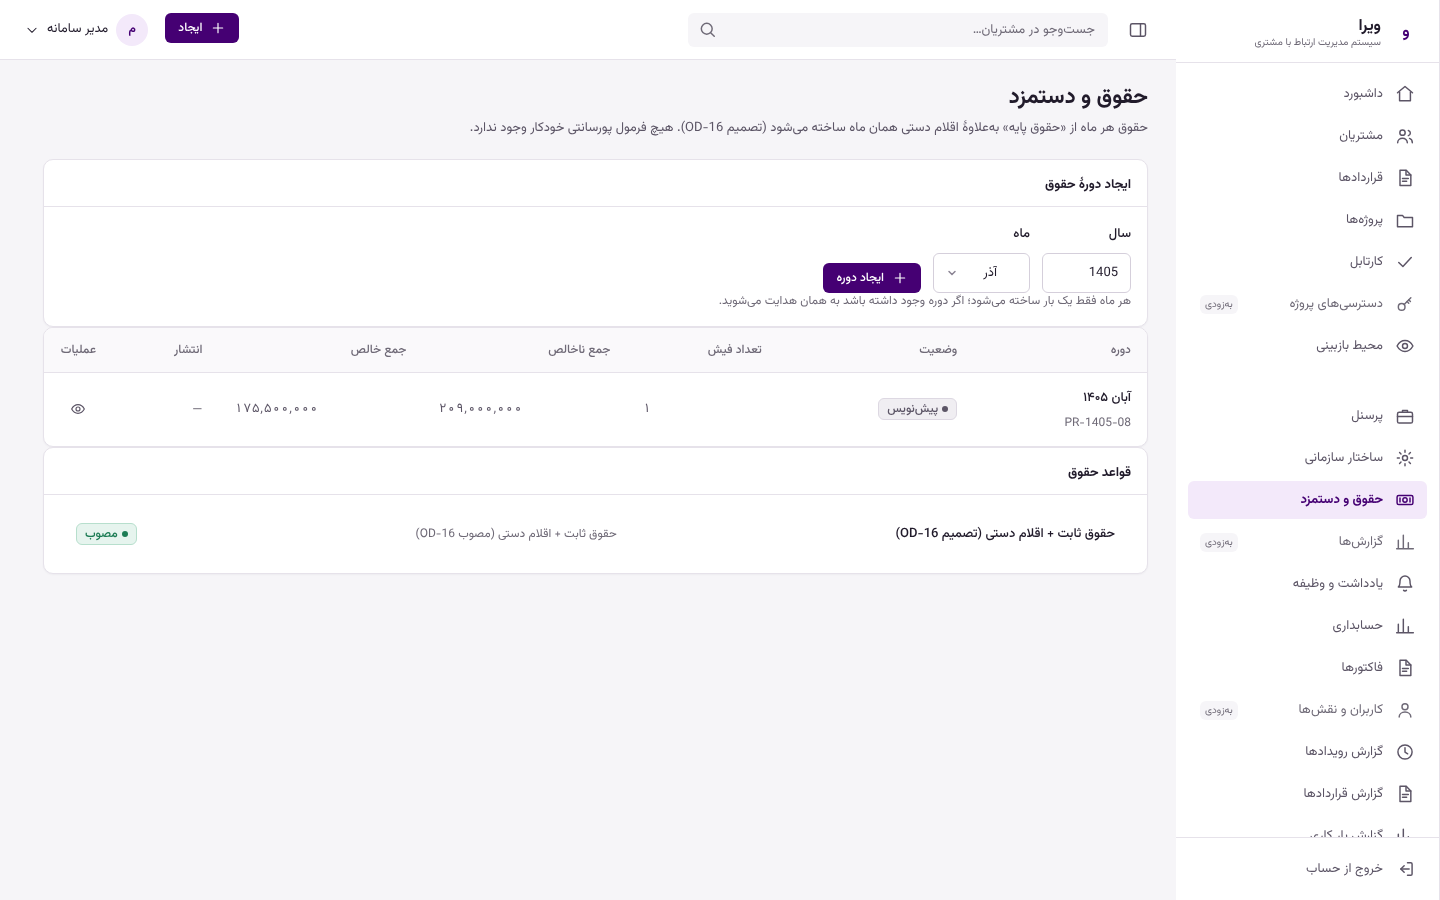 و
ویرا
سیستم مدیریت ارتباط با مشتری
داشبورد
مشتریان
قراردادها
پروژه‌ها
کارتابل
دسترسی‌های پروژه
به‌زودی
محیط بازبینی
پرسنل
ساختار سازمانی
حقوق و دستمزد
گزارش‌ها
به‌زودی
یادداشت و وظیفه
حسابداری
فاکتورها
کاربران و نقش‌ها
به‌زودی
گزارش رویدادها
گزارش قراردادها
گزارش بار کاری
خروج از حساب
جست‌وجو در مشتریان...
ایجاد
م
مدیر سامانه
حقوق و دستمزد
حقوق هر ماه از «حقوق پایه» به‌علاوهٔ اقلام دستی همان ماه ساخته می‌شود (تصمیم OD-16). هیچ فرمول پورسانتی خودکار وجود ندارد.
ایجاد دورهٔ حقوق
سال
ماه
1405
آذر
ایجاد دوره
هر ماه فقط یک بار ساخته می‌شود؛ اگر دوره وجود داشته باشد به همان هدایت می‌شوید.
دوره وضعیت تعداد فیش جمع ناخالص جمع خالص انتشار عملیات
آبان ۱۴۰۵
PR-1405-08
پیش‌نویس
۱
۲۰۹,۰۰۰,۰۰۰
۱۷۵,۵۰۰,۰۰۰
—
قواعد حقوق
حقوق ثابت + اقلام دستی (تصمیم OD-16)
حقوق ثابت + اقلام دستی (مصوب OD-16)
مصوب